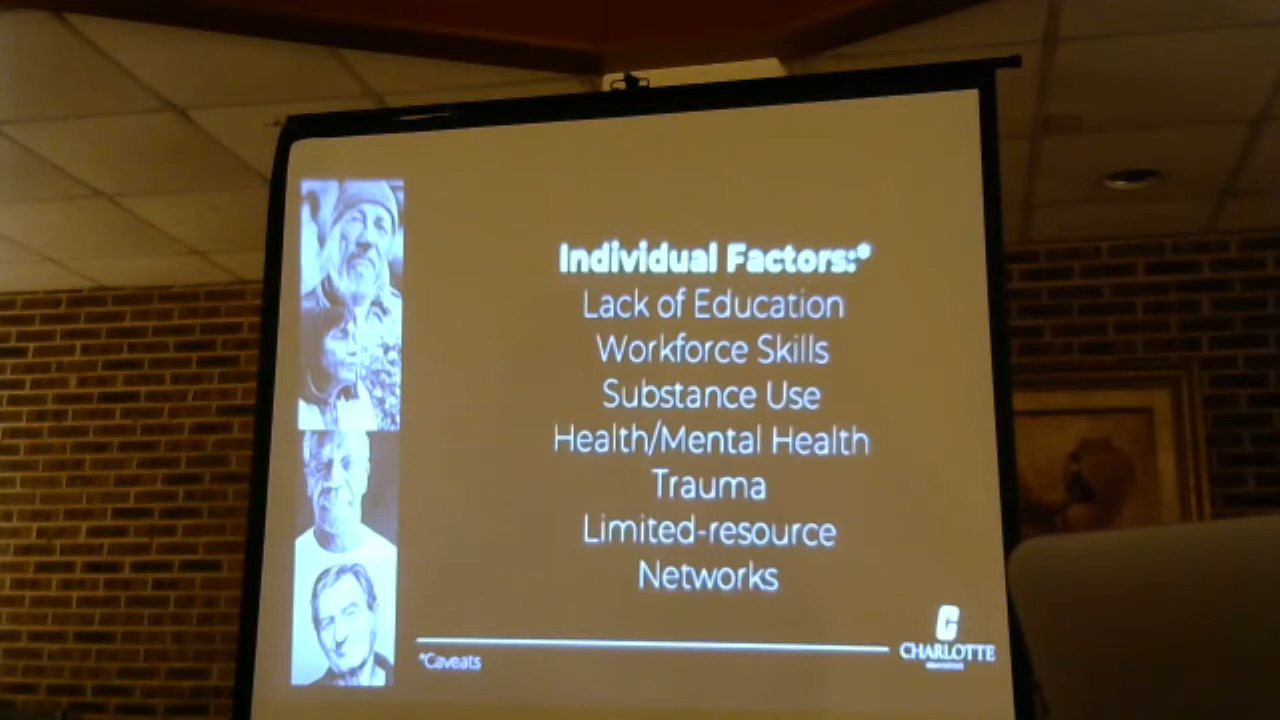 Individual Factors:*
Lack of Education
Workforce Skills
Substance Use
Health/Mental Health
Trauma
Limited-resource
Networks
*Caveats
C
CHARLOTTE